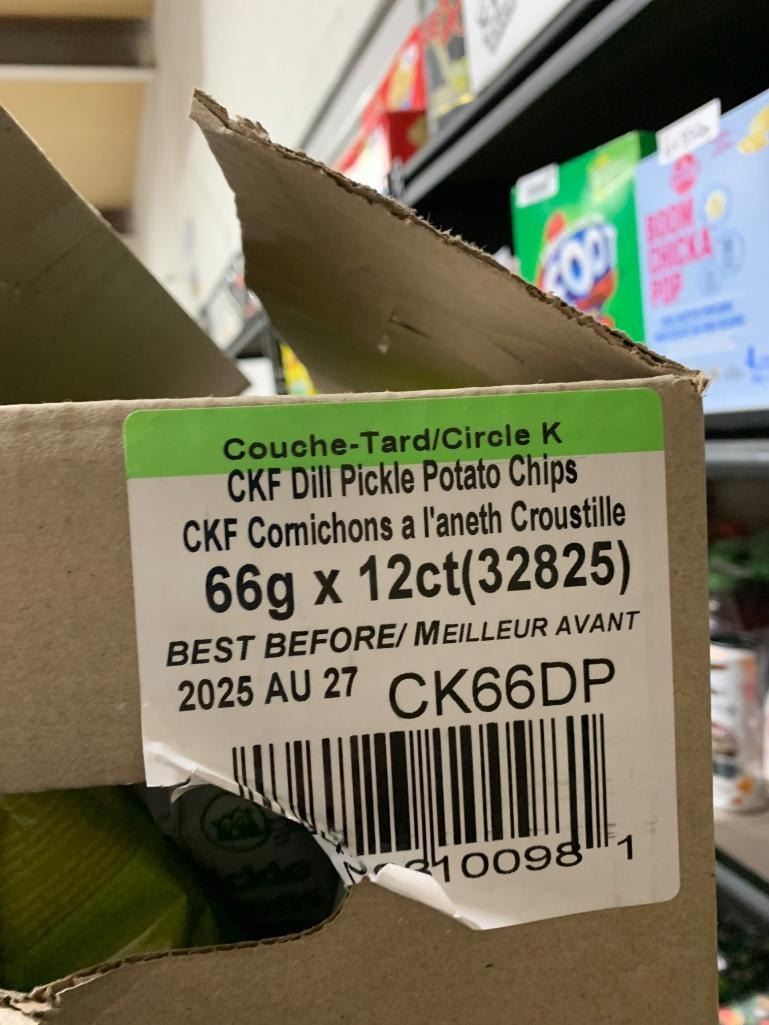 Couche-Tard/Circle K
CKF Dill Pickle Potato Chips
CKF Cornichons a l'aneth Croustille
66g x 12ct(32825)
BEST BEFORE/ MEILLEUR AVANT
2025 AU 27 CK66DP
10098 1
BOOM
CHICKA
POP